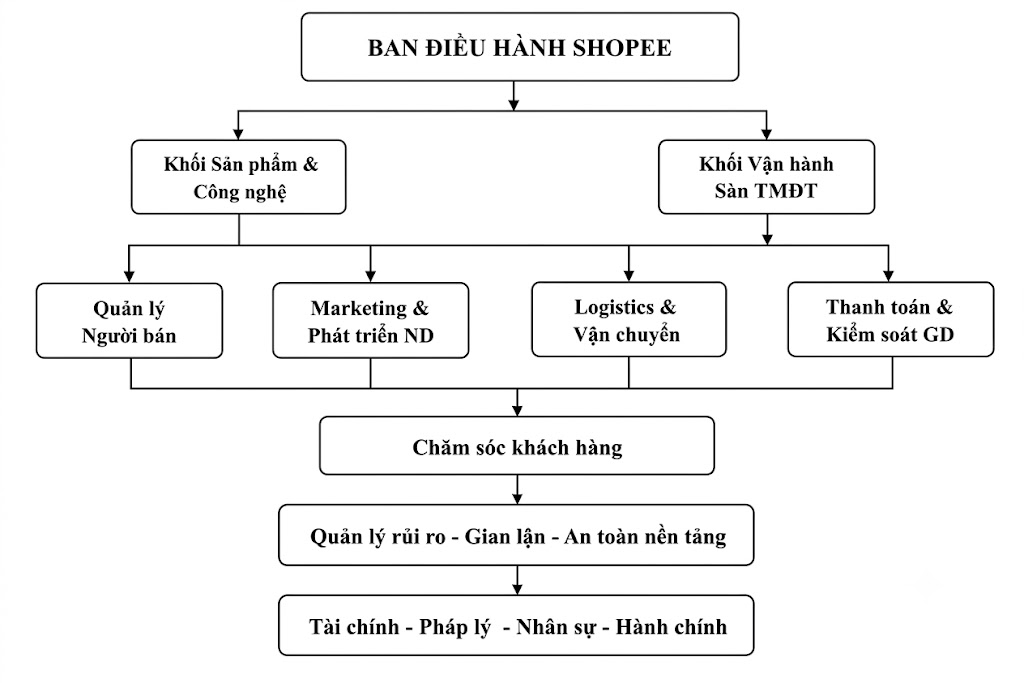 BAN ĐIỀU HÀNH SHOPEE
Khối Sản phẩm &
Công nghệ
Khối Vận hành
Sàn TMĐT
Quản lý
Người bán
Marketing &
Phát triễn ND
Logistics &
Vận chuyển
Thanh toán &
Kiểm soát GD
Chăm sóc khách hàng
Quản lý rủi ro - Gian lận - An toàn nền tảng
Tài chính - Pháp lý - Nhân sự - Hành chính